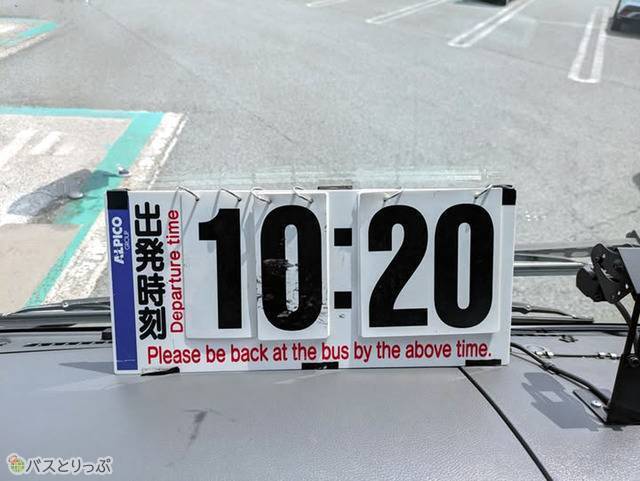 ALPICO
GROUP
出発時刻
Departure time
10:20
Please be back at the bus by the above time.
バスとりっぷ